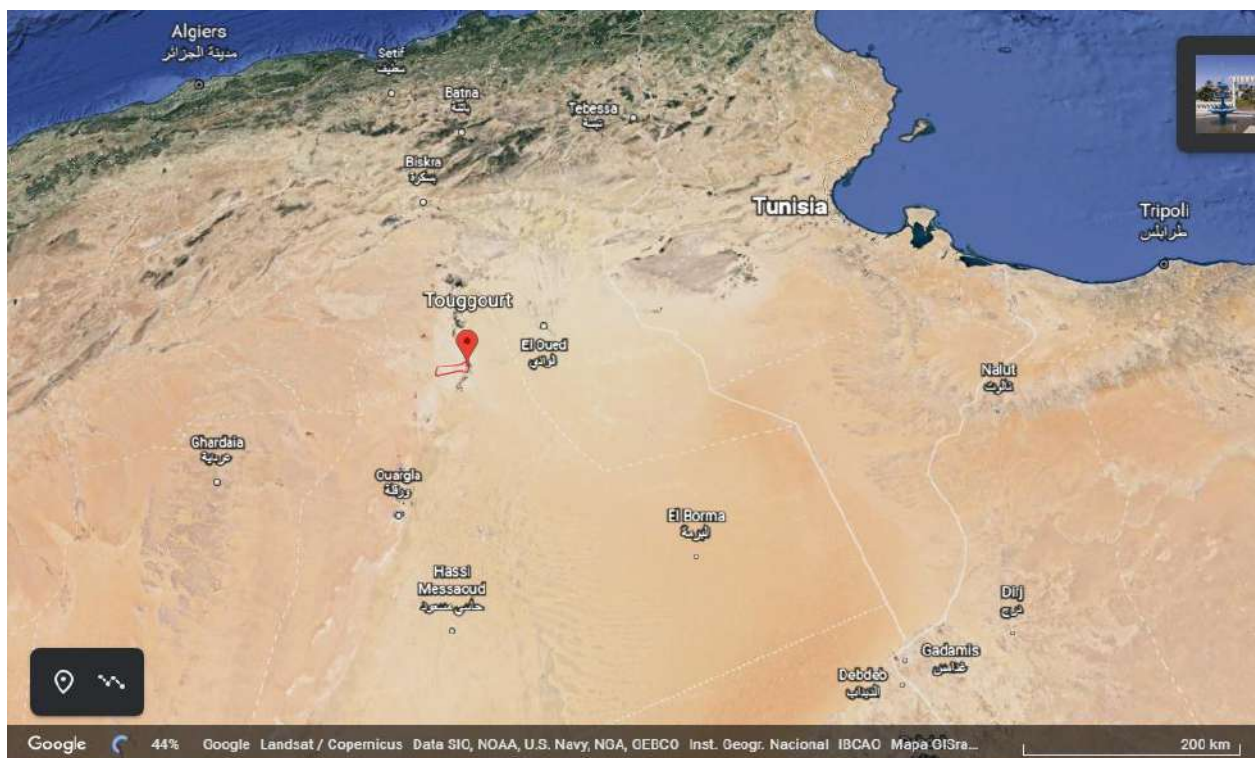 Algiers
مدينة الجزائر
Setif
سطيف
Batna
باتنة
Tebessa
تبسة
Biskra
بسكرة
Tunisia
Tripoli
طرابلس
Touggourt
El Oued
الوادي
Nalut
نالوت
Ghardaia
غرداية
Ouargla
ورقلة
El Borma
البرمة
Hassi
Messaoud
حاسي مسعود
Dirj
درج
Gadamis
غدامس
Debdeb
الدبداب
Google 44% Google Landsat / Copernicus Data SIO, NOAA, U.S. Navy, NGA, GEBCO Inst. Geogr. Nacional IBCAO Mapa GISra... 200 km